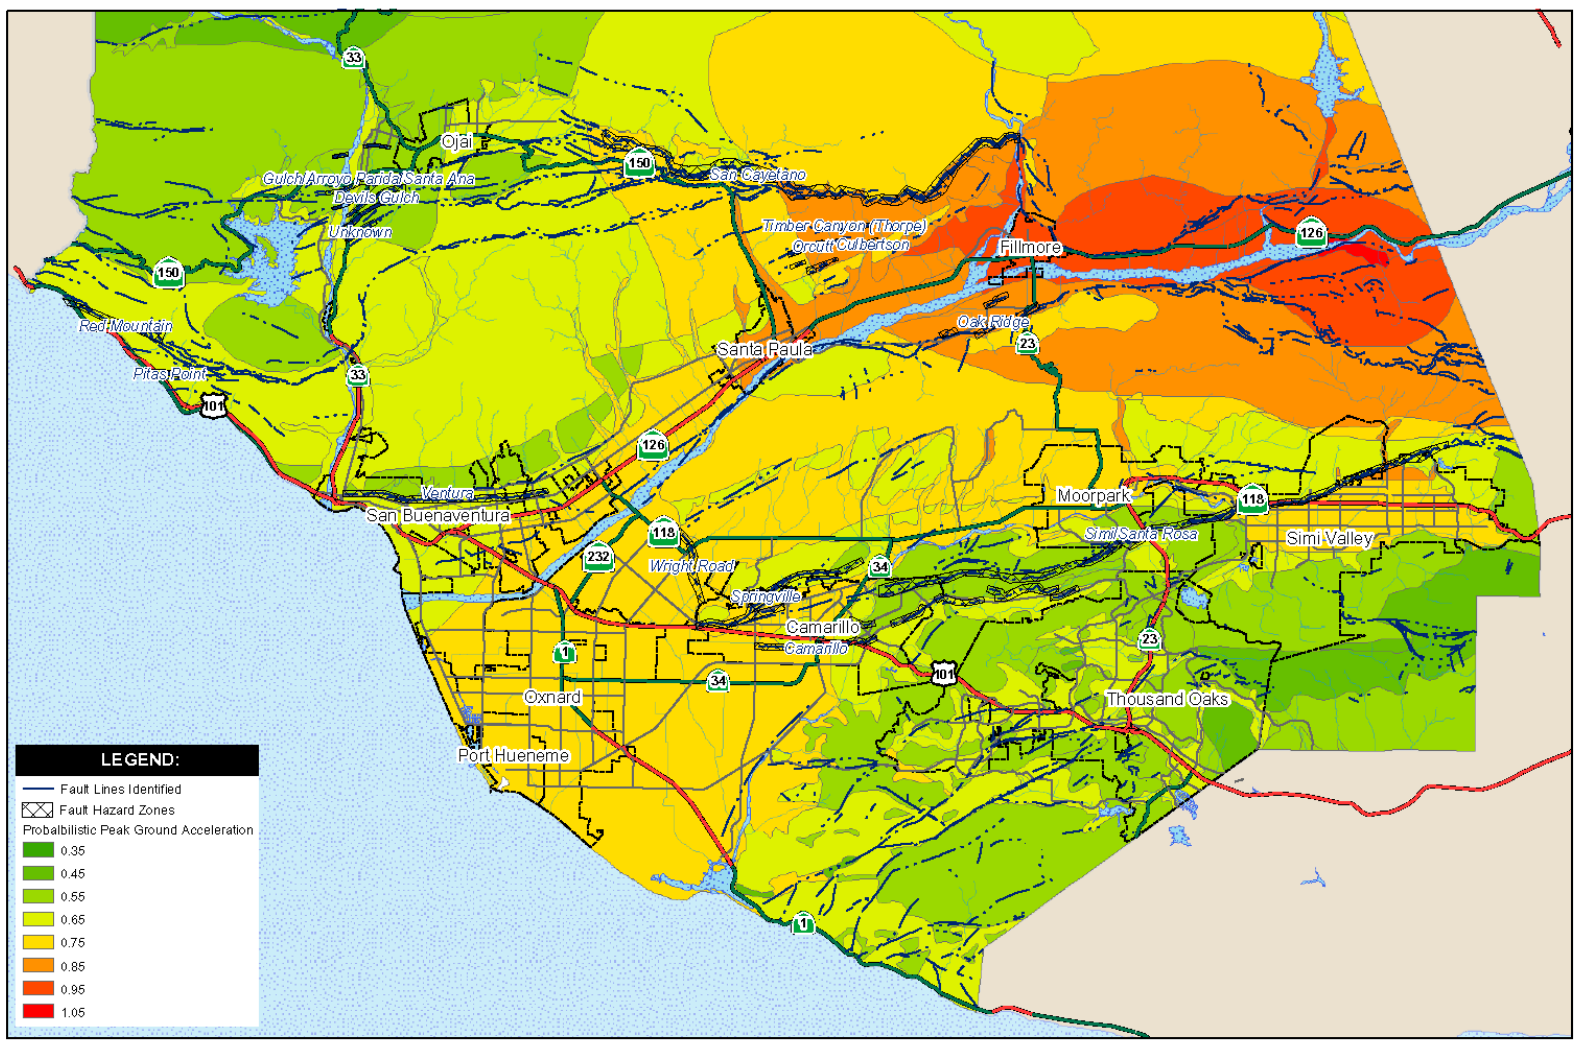 33
Ojai
150
San Cayetano
Gulch/Arroyo Parida/Santa Ana
Devils Gulch
Unknown
Timber Canyon (Thorpe)
Orcutt Culbertson
126
Fillmore
150
Red Mountain
Oak Ridge
23
Santa Paula
Pitas Point
33
101
126
Ventura
San Buenaventura
Moorpark
118
118
Simi/Santa Rosa
Simi Valley
232
Wright Road
34
Springville
Camarillo
Camarillo
23
1
101
34
Oxnard
Thousand Oaks
Port Hueneme
1
LEGEND:
Fault Lines Identified
Fault Hazard Zones
Probalbilistic Peak Ground Acceleration
0.35
0.45
0.55
0.65
0.75
0.85
0.95
1.05